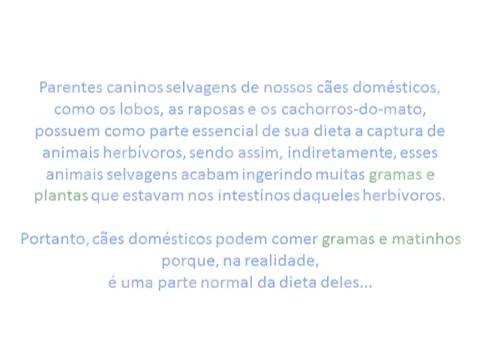 Parentes caninos selvagens de nossos cães domésticos,
como os lobos, as raposas e os cachorros-do-mato,
possuem como parte essencial de sua dieta a captura de
animais herbívoros, sendo assim, indiretamente, esses
animais selvagens acabam ingerindo muitas gramas e
plantas que estavam nos intestinos daqueles herbívoros.
Portanto, cães domésticos podem comer gramas e matinhos
porque, na realidade,
é uma parte normal da dieta deles...